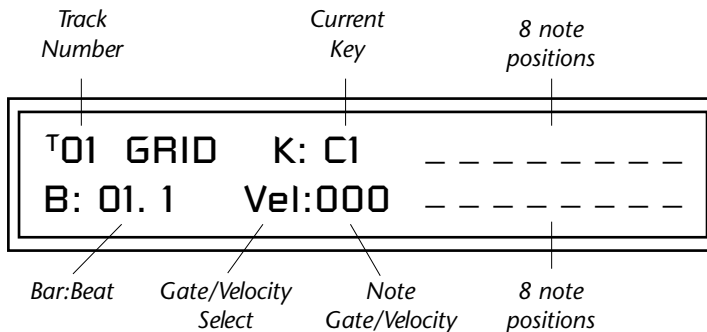 Track Number
Current Key
8 note positions
T01 GRID K: C1 _ _ _ _ _ _ _ _
B: 01. 1 Vel:000 _ _ _ _ _ _ _ _
Bar:Beat
Gate/Velocity Select
Note Gate/Velocity
8 note positions